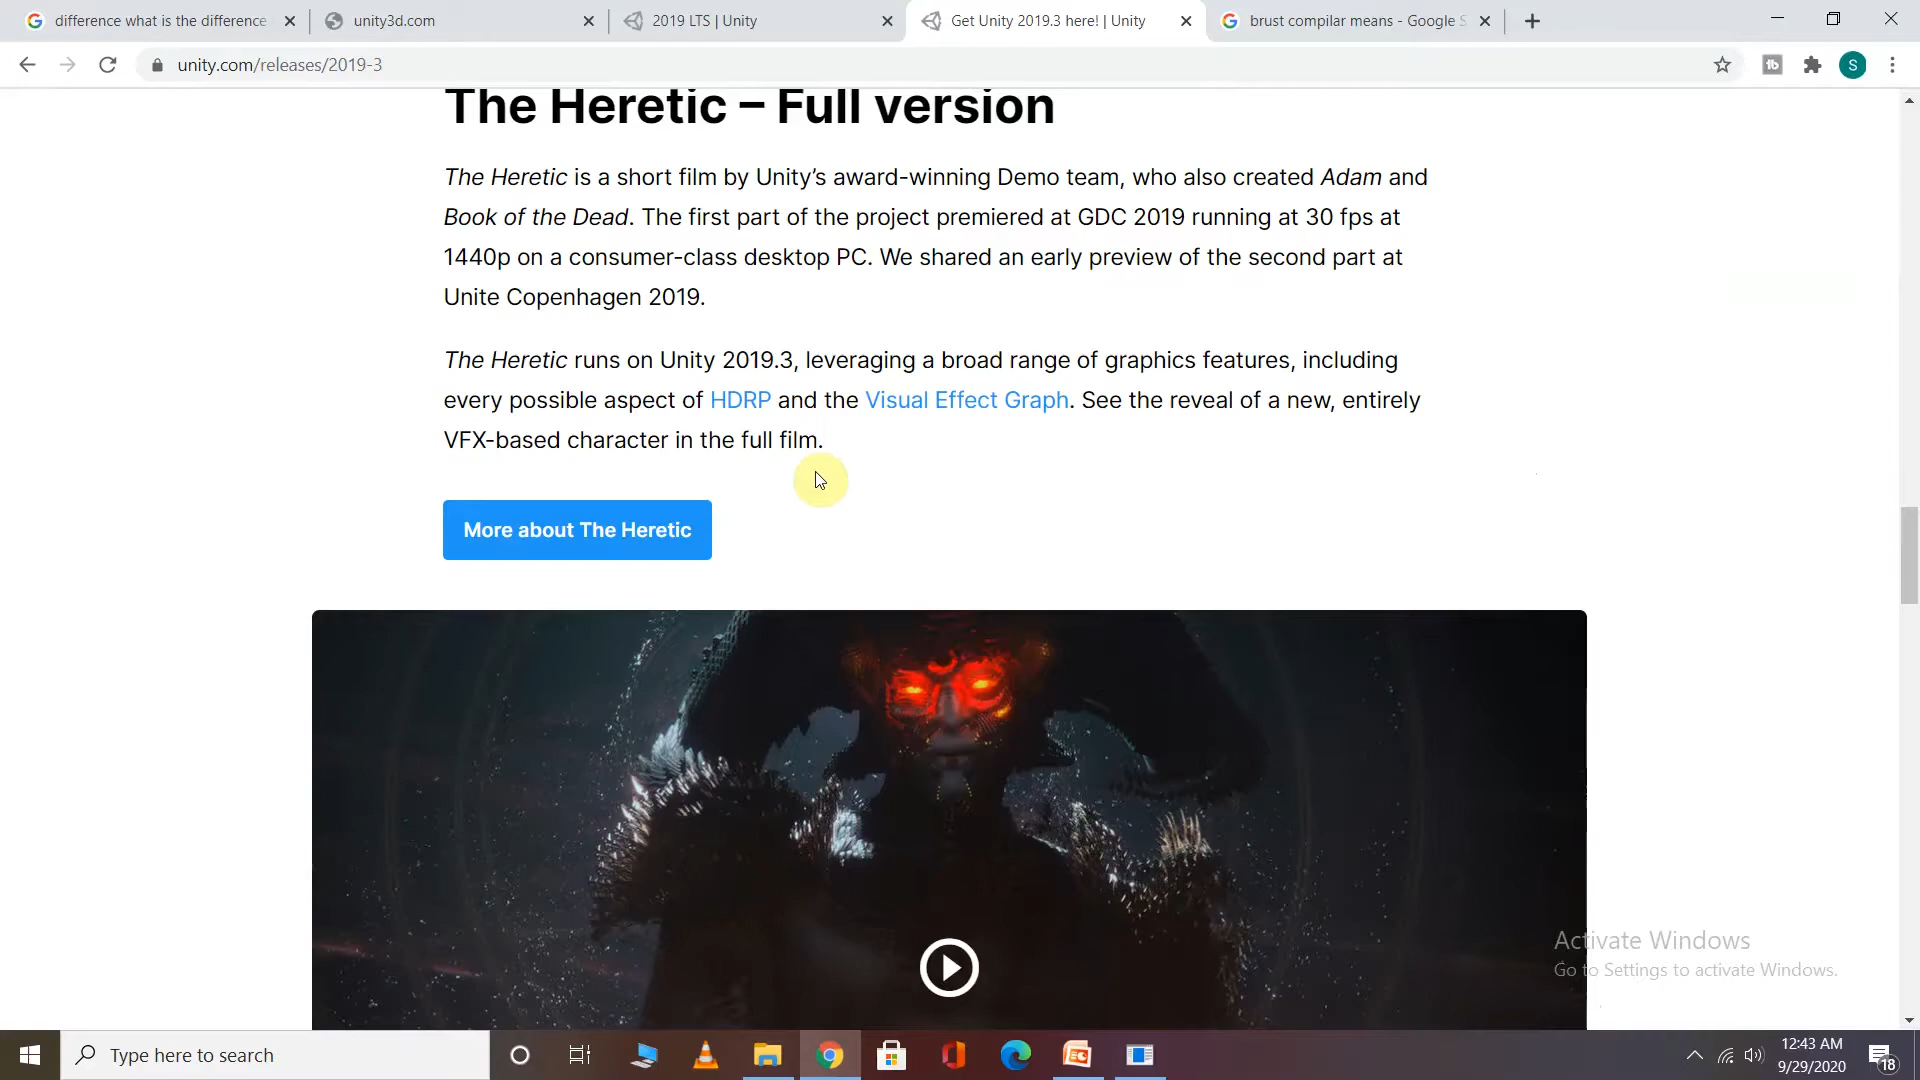 difference what is the difference
unity3d.com
2019 LTS | Unity
Get Unity 2019.3 here! | Unity
brust compilar means - Google S
unity.com/releases/2019-3
S
The Heretic – Full version
The Heretic is a short film by Unity’s award-winning Demo team, who also created Adam and
Book of the Dead. The first part of the project premiered at GDC 2019 running at 30 fps at
1440p on a consumer-class desktop PC. We shared an early preview of the second part at
Unite Copenhagen 2019.
The Heretic runs on Unity 2019.3, leveraging a broad range of graphics features, including
every possible aspect of HDRP and the Visual Effect Graph. See the reveal of a new, entirely
VFX-based character in the full film.
More about The Heretic
Activate Windows
Go to Settings to activate Windows.
Type here to search
12:43 AM
9/29/2020
18